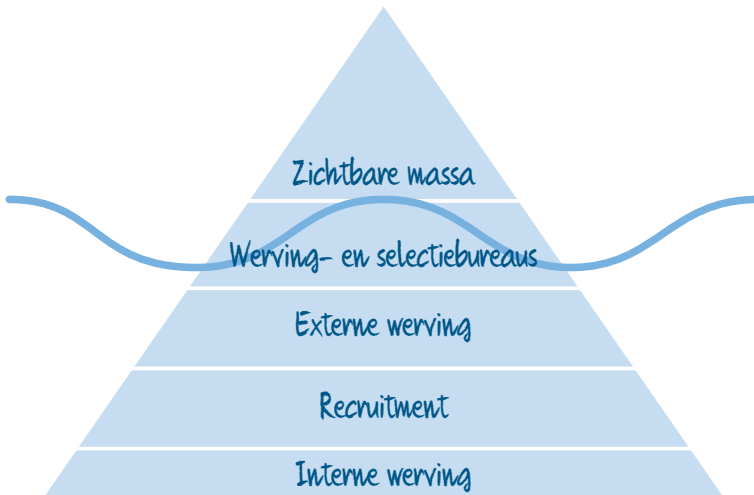 Zichtbare massa
Werving- en selectiebureaus
Externe werving
Recruitment
Interne werving